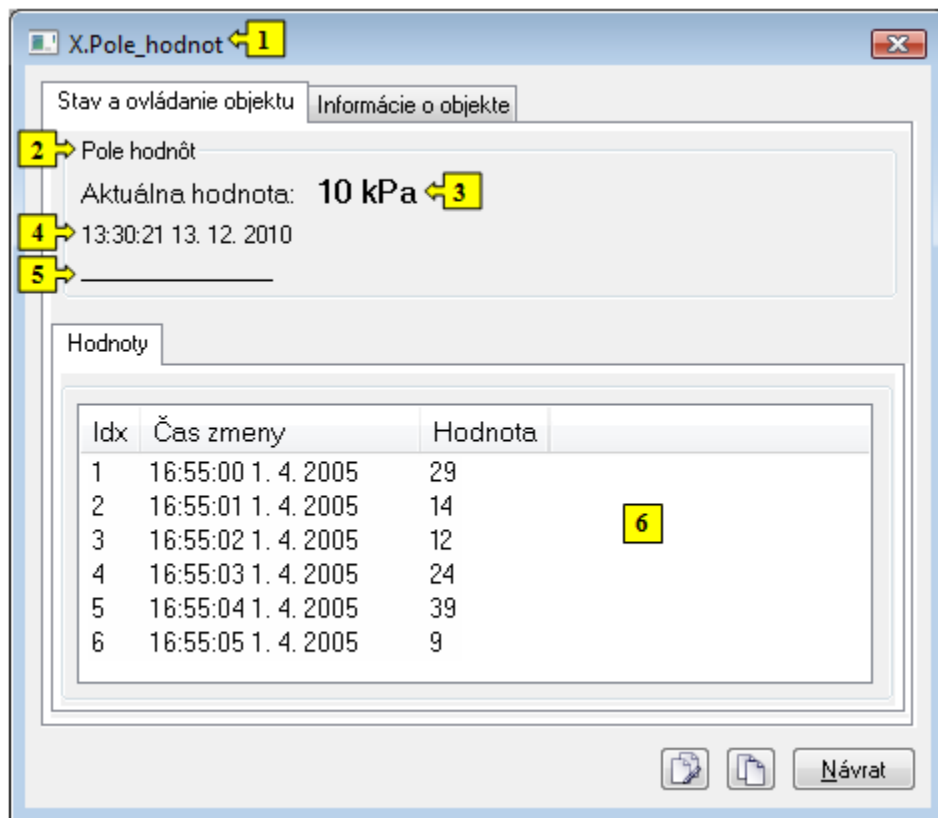 X.Pole_hodnot 1
Stav a ovládanie objektu Informácie o objekte
2 Pole hodnôt
Aktuálna hodnota: 10 kPa 3
4 13:30:21 13. 12. 2010
5
Hodnoty
Idx Čas zmeny Hodnota
1 16:55:00 1. 4. 2005 29
2 16:55:01 1. 4. 2005 14
3 16:55:02 1. 4. 2005 12
4 16:55:03 1. 4. 2005 24
5 16:55:04 1. 4. 2005 39
6 16:55:05 1. 4. 2005 9
6
Návrat